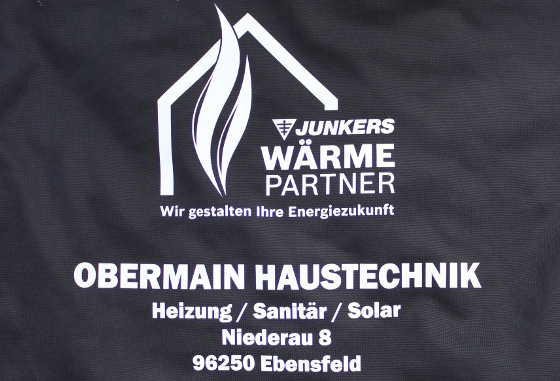 JUNKERS
WÄRME
PARTNER
Wir gestalten Ihre Energiezukunft
OBERMAIN HAUSTECHNIK
Heizung / Sanitär / Solar
Niederau 8
96250 Ebensfeld